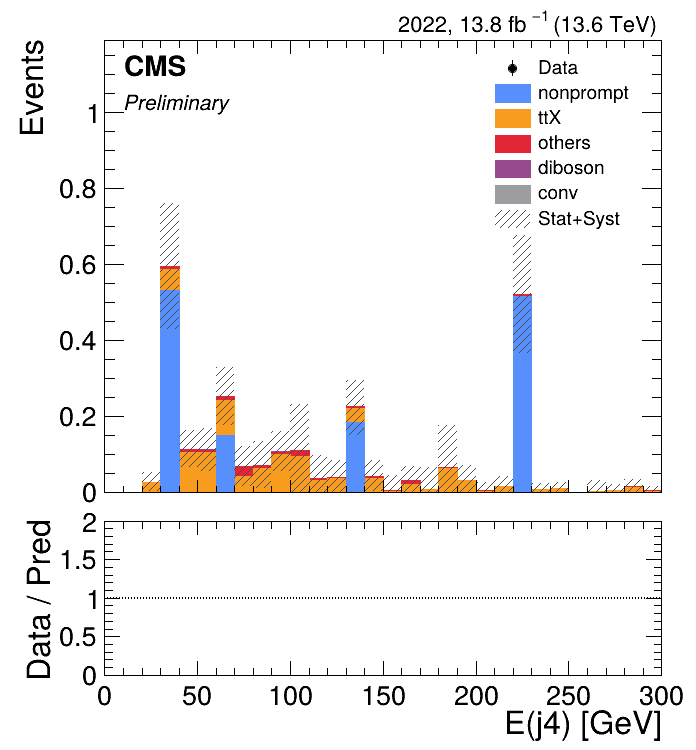 2022, 13.8 fb⁻¹ (13.6 TeV)
CMS
Preliminary
Data
nonprompt
ttX
others
diboson
conv
Stat+Syst
Events
1
0.8
0.6
0.4
0.2
0
Data / Pred
2
1.5
1
0.5
0
0 50 100 150 200 250 300
E(j4) [GeV]